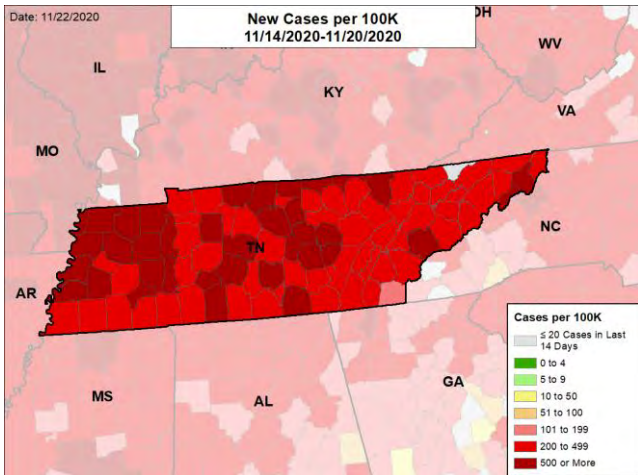 Date: 11/22/2020
New Cases per 100K
11/14/2020-11/20/2020
OH
WV
IL
KY
VA
MO
TN
NC
AR
MS
AL
GA
Cases per 100K
≤ 20 Cases in Last
14 Days
0 to 4
5 to 9
10 to 50
51 to 100
101 to 199
200 to 499
500 or More